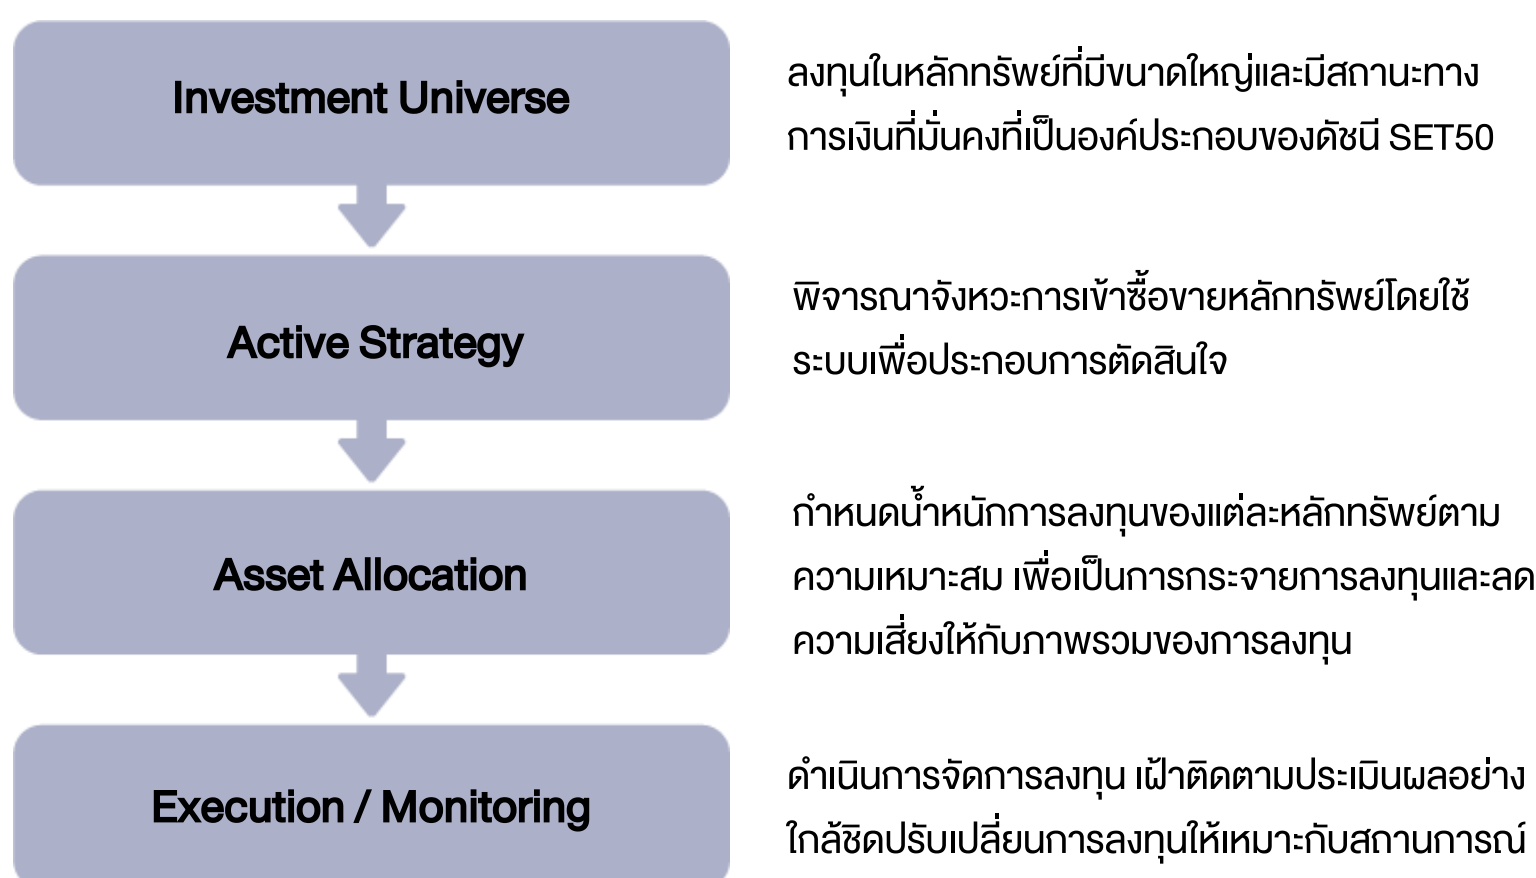 Investment Universe
ลงทุนในหลักทรัพย์ที่มีขนาดใหญ่และมีสถานะทาง
การเงินที่มั่นคงที่เป็นองค์ประกอบของดัชนี SET50
Active Strategy
พิจารณาจังหวะการเข้าซื้อขายหลักทรัพย์โดยใช้
ระบบเพื่อประกอบการตัดสินใจ
Asset Allocation
กำหนดน้ำหนักการลงทุนของแต่ละหลักทรัพย์ตาม
ความเหมาะสม เพื่อเป็นการกระจายการลงทุนและลด
ความเสี่ยงให้กับภาพรวมของการลงทุน
Execution / Monitoring
ดำเนินการจัดการลงทุน เฝ้าติดตามประเมินผลอย่าง
ใกล้ชิดปรับเปลี่ยนการลงทุนให้เหมาะกับสถานการณ์